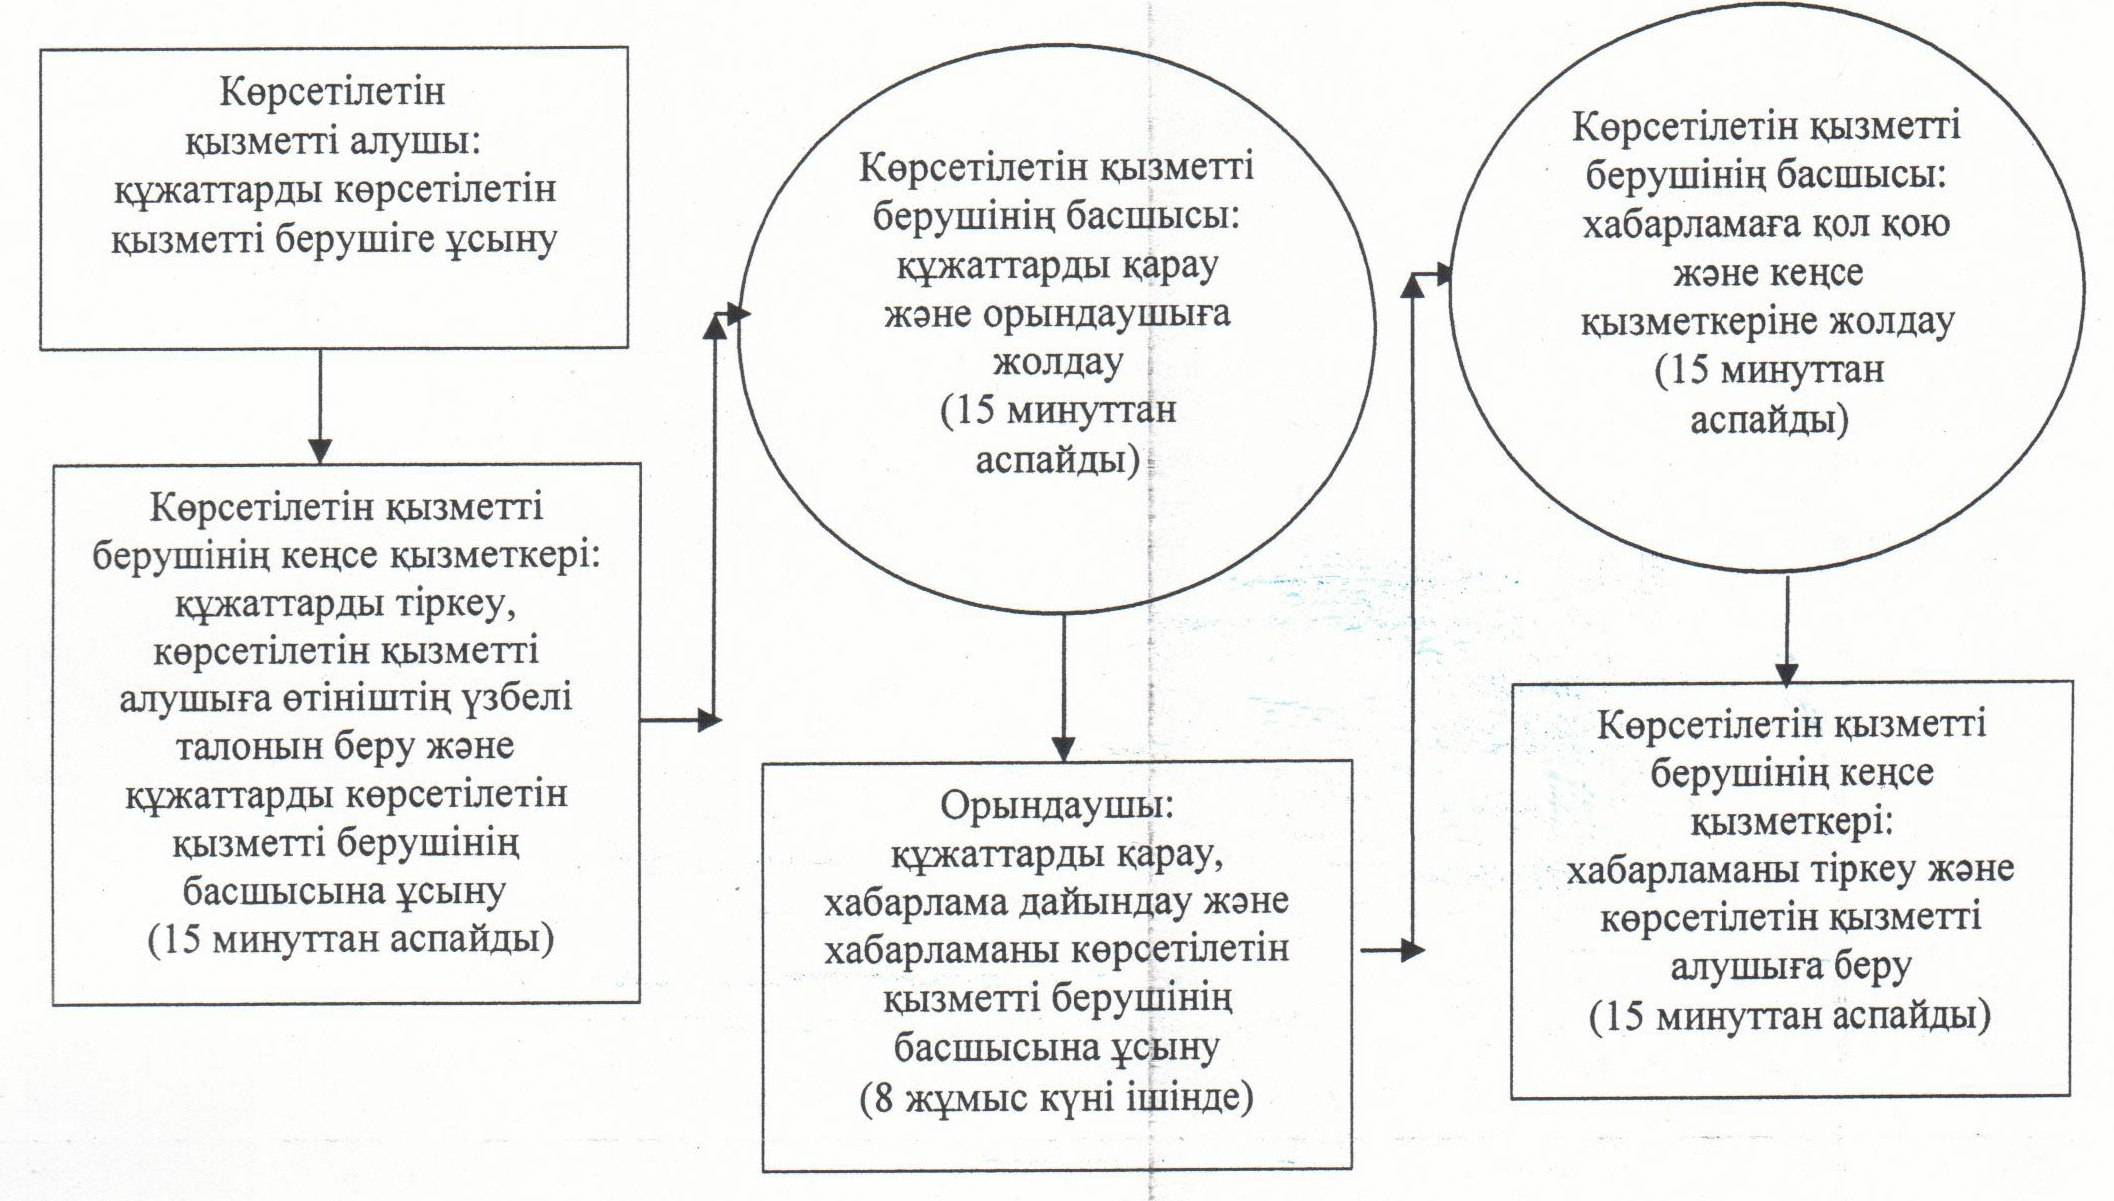 Көрсетілетін
қызметті алушы:
құжаттарды көрсетілетін
қызметті берушіге ұсыну
Көрсетілетін қызметті
берушінің кеңсе қызметкері:
құжаттарды тіркеу,
көрсетілетін қызметті
алушыға өтініштің үзбелі
талонын беру және
құжаттарды көрсетілетін
қызметті берушінің
басшысына ұсыну
(15 минуттан аспайды)
Көрсетілетін қызметті
берушінің басшысы:
құжаттарды қарау
және орындаушыға
жолдау
(15 минуттан
аспайды)
Орындаушы:
құжаттарды қарау,
хабарлама дайындау және
хабарламаны көрсетілетін
қызметті берушінің
басшысына ұсыну
(8 жұмыс күні ішінде)
Көрсетілетін қызметті
берушінің басшысы:
хабарламаға қол қою
және кеңсе
қызметкеріне жолдау
(15 минуттан
аспайды)
Көрсетілетін қызметті
берушінің кеңсе
қызметкері:
хабарламаны тіркеу және
көрсетілетін қызметті
алушыға беру
(15 минуттан аспайды)